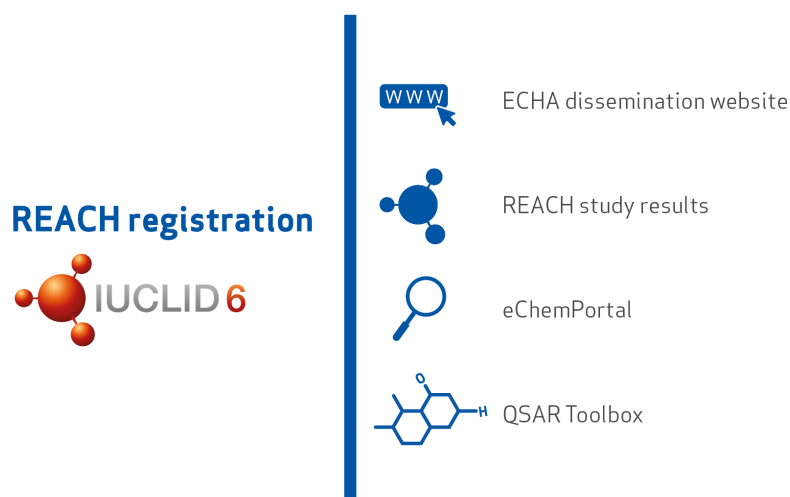 REACH registration
IUCLID 6
WWW
ECHA dissemination website
REACH study results
eChemPortal
O
H
QSAR Toolbox